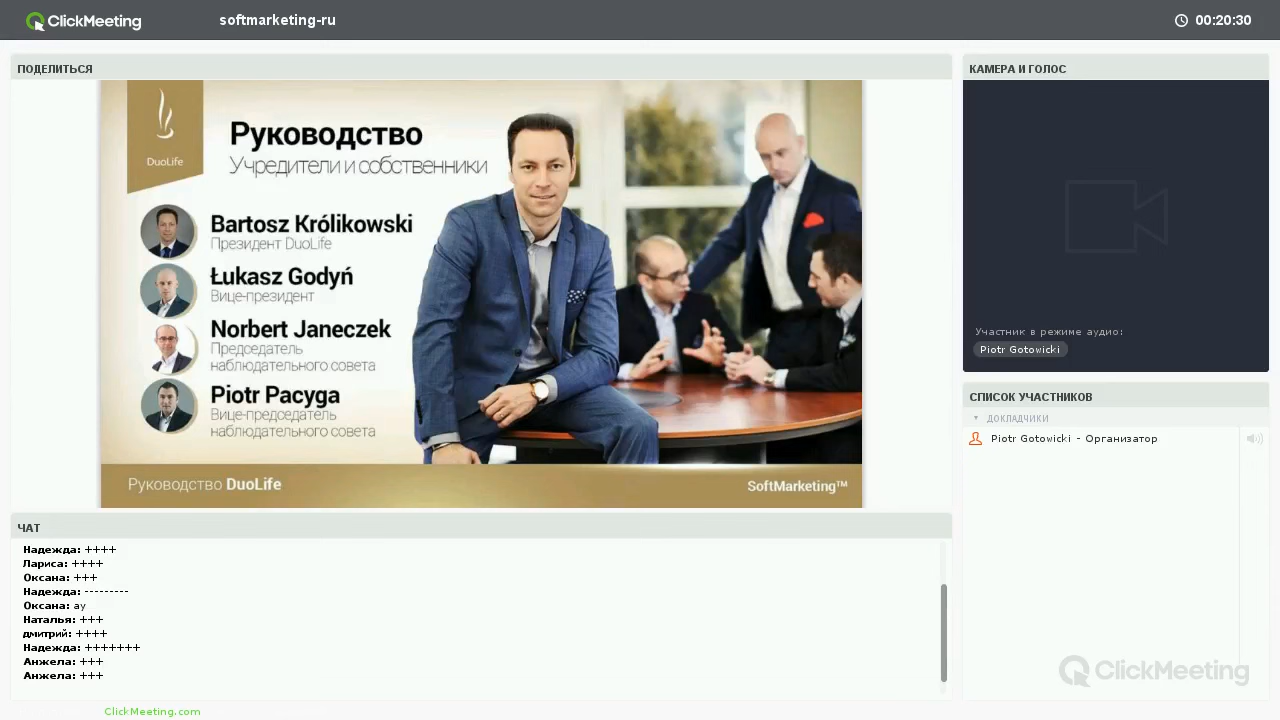 ClickMeeting
softmarketing-ru
00:20:30
ПОДЕЛИТЬСЯ
DuoLife
Руководство
Учредители и собственники
Bartosz Królikowski
Президент DuoLife
Łukasz Godyń
Вице-президент
Norbert Janeczek
Председатель
наблюдательного совета
Piotr Pacyga
Вице-председатель
наблюдательного совета
Руководство DuoLife
SoftMarketing™
КАМЕРА И ГОЛОС
Участник в режиме аудио:
Piotr Gotowicki
СПИСОК УЧАСТНИКОВ
ДОКЛАДЧИКИ
Piotr Gotowicki - Организатор
ЧАТ
Надежда: ++++
Лариса: ++++
Оксана: +++
Надежда: ---------
Оксана: ау
Наталья: +++
дмитрий: ++++
Надежда: +++++++
Анжела: +++
Анжела: +++
ClickMeeting
ClickMeeting.com